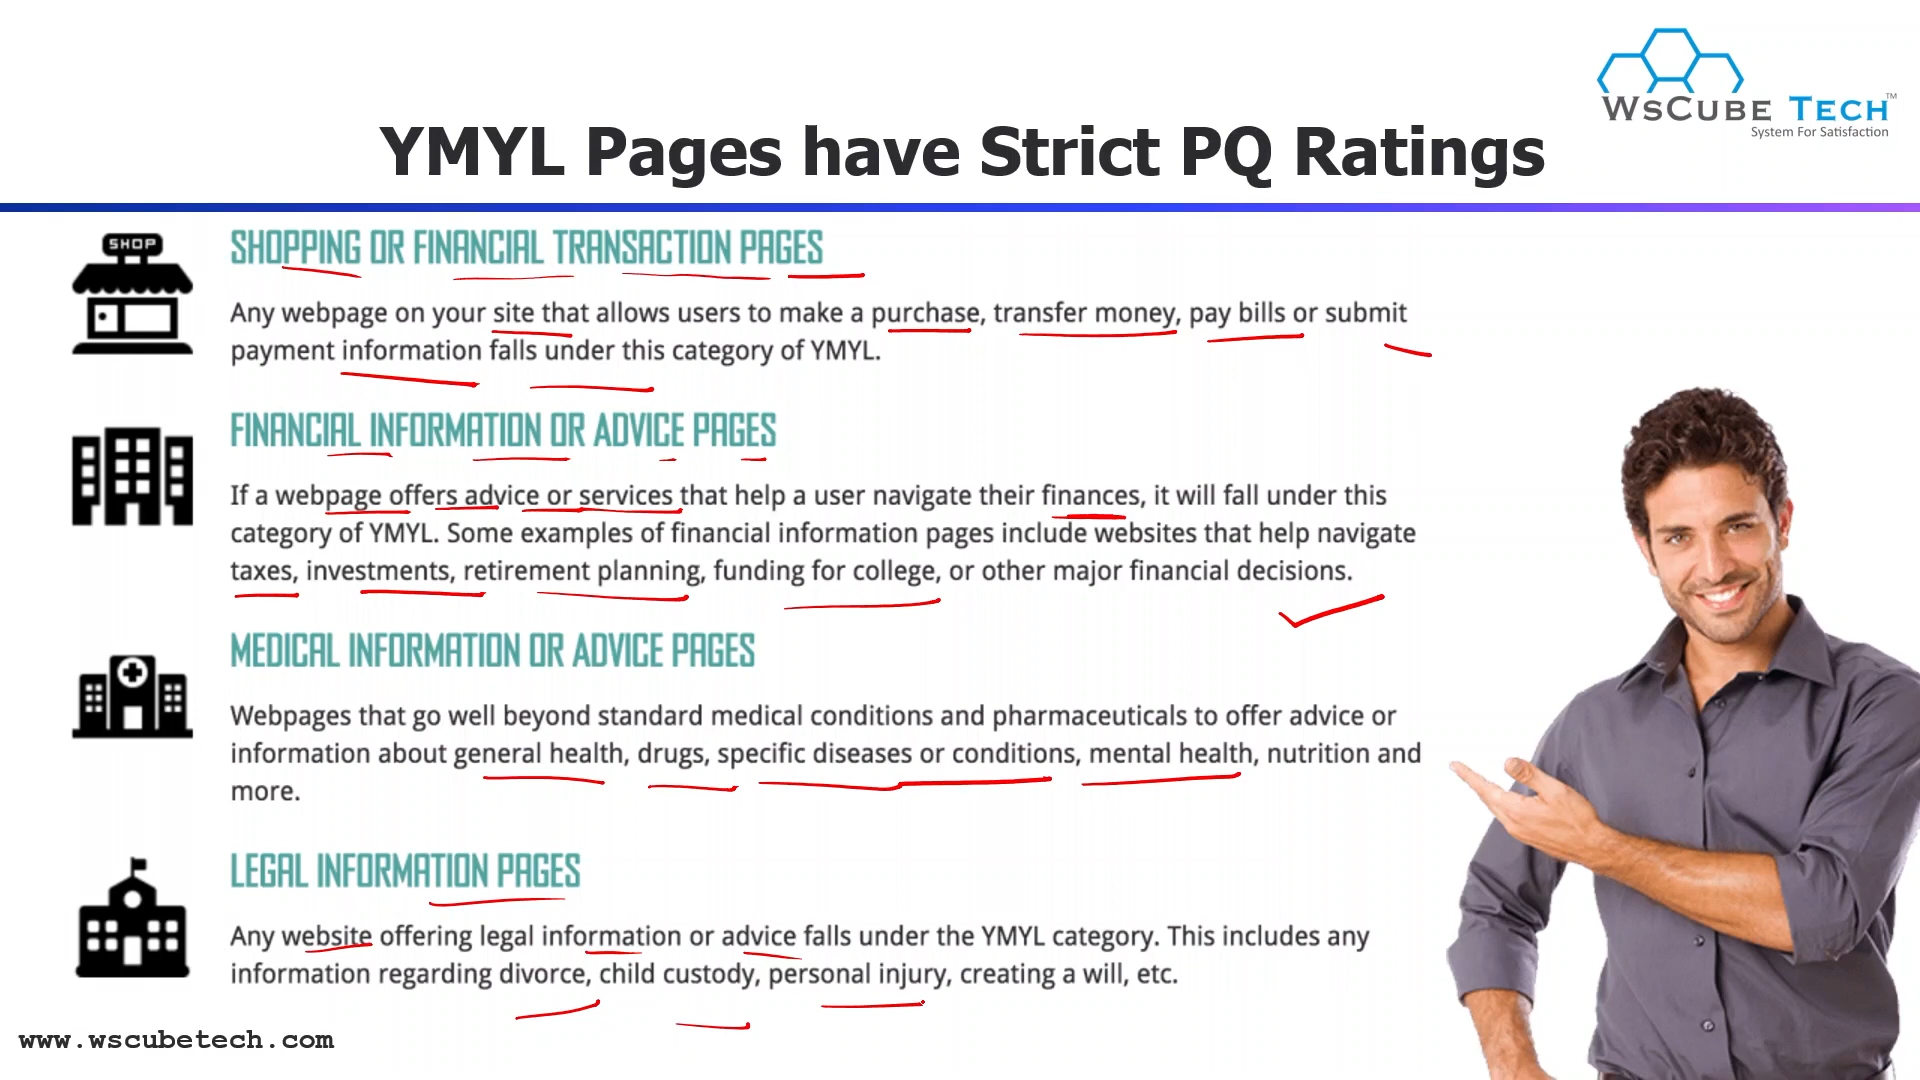 WsCube Tech™
System For Satisfaction
YMYL Pages have Strict PQ Ratings
SHOP
SHOPPING OR FINANCIAL TRANSACTION PAGES
Any webpage on your site that allows users to make a purchase, transfer money, pay bills or submit
payment information falls under this category of YMYL.
FINANCIAL INFORMATION OR ADVICE PAGES
If a webpage offers advice or services that help a user navigate their finances, it will fall under this
category of YMYL. Some examples of financial information pages include websites that help navigate
taxes, investments, retirement planning, funding for college, or other major financial decisions.
MEDICAL INFORMATION OR ADVICE PAGES
Webpages that go well beyond standard medical conditions and pharmaceuticals to offer advice or
information about general health, drugs, specific diseases or conditions, mental health, nutrition and
more.
LEGAL INFORMATION PAGES
Any website offering legal information or advice falls under the YMYL category. This includes any
information regarding divorce, child custody, personal injury, creating a will, etc.
www.wscubetech.com